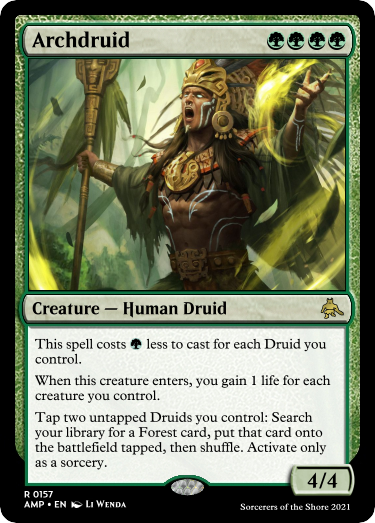 Archdruid
Creature — Human Druid
This spell costs less to cast for each Druid you
control.
When this creature enters, you gain 1 life for each
creature you control.
Tap two untapped Druids you control: Search
your library for a Forest card, put that card onto
the battlefield tapped, then shuffle. Activate only
as a sorcery.
4/4
R 0157
AMP • EN Li Wenda
Sorcerers of the Shore 2021